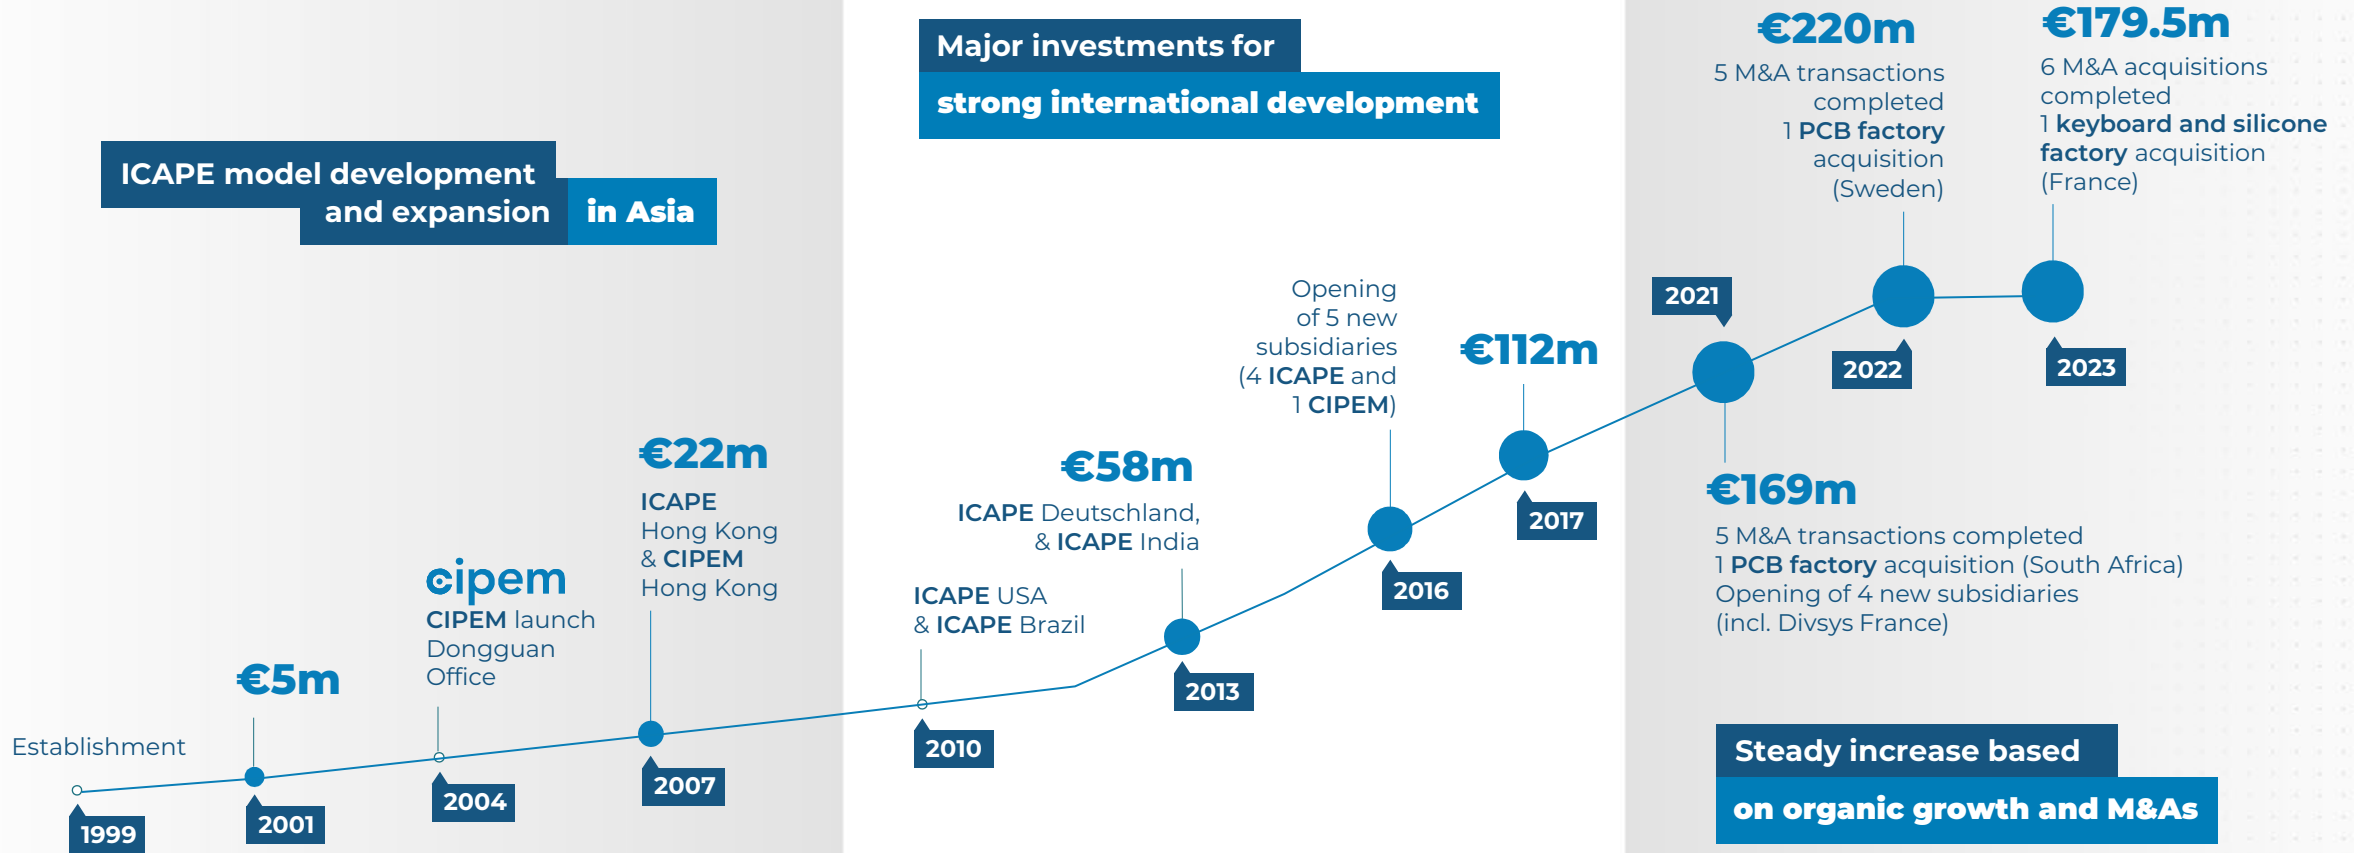 ICAPE model development
and expansion in Asia
Establishment
1999
€5m
2001
cipem
CIPEM launch
Dongguan
Office
2004
€22m
ICAPE
Hong Kong
& CIPEM
Hong Kong
2007
Major investments for
strong international development
ICAPE USA
& ICAPE Brazil
2010
€58m
ICAPE Deutschland,
& ICAPE India
2013
Opening
of 5 new
subsidiaries
(4 ICAPE and
1 CIPEM)
2016
€112m
2017
2021
€169m
5 M&A transactions completed
1 PCB factory acquisition (South Africa)
Opening of 4 new subsidiaries
(incl. Divsys France)
€220m
5 M&A transactions
completed
1 PCB factory
acquisition
(Sweden)
2022
€179.5m
6 M&A acquisitions
completed
1 keyboard and silicone
factory acquisition
(France)
2023
Steady increase based
on organic growth and M&As